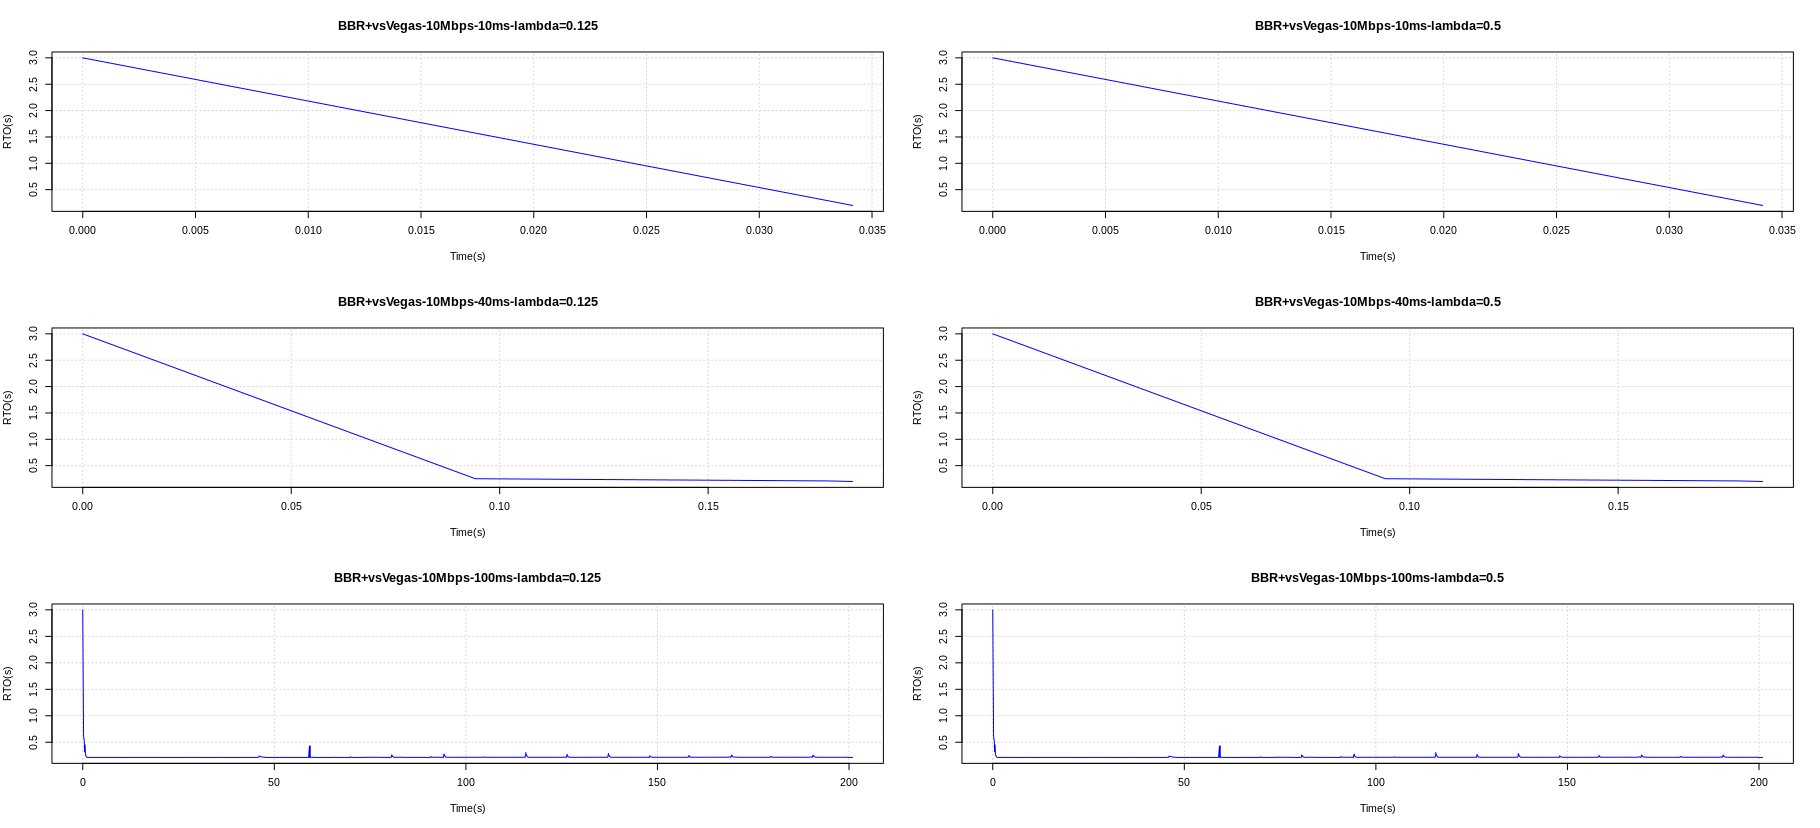 BBR+vsVegas-10Mbps-10ms-lambda=0.125
RTO(s)
3.0
2.5
2.0
1.5
1.0
0.5
0.000 0.005 0.010 0.015 0.020 0.025 0.030 0.035
Time(s)
BBR+vsVegas-10Mbps-10ms-lambda=0.5
RTO(s)
3.0
2.5
2.0
1.5
1.0
0.5
0.000 0.005 0.010 0.015 0.020 0.025 0.030 0.035
Time(s)
BBR+vsVegas-10Mbps-40ms-lambda=0.125
RTO(s)
3.0
2.5
2.0
1.5
1.0
0.5
0.00 0.05 0.10 0.15
Time(s)
BBR+vsVegas-10Mbps-40ms-lambda=0.5
RTO(s)
3.0
2.5
2.0
1.5
1.0
0.5
0.00 0.05 0.10 0.15
Time(s)
BBR+vsVegas-10Mbps-100ms-lambda=0.125
RTO(s)
3.0
2.5
2.0
1.5
1.0
0.5
0 50 100 150 200
Time(s)
BBR+vsVegas-10Mbps-100ms-lambda=0.5
RTO(s)
3.0
2.5
2.0
1.5
1.0
0.5
0 50 100 150 200
Time(s)